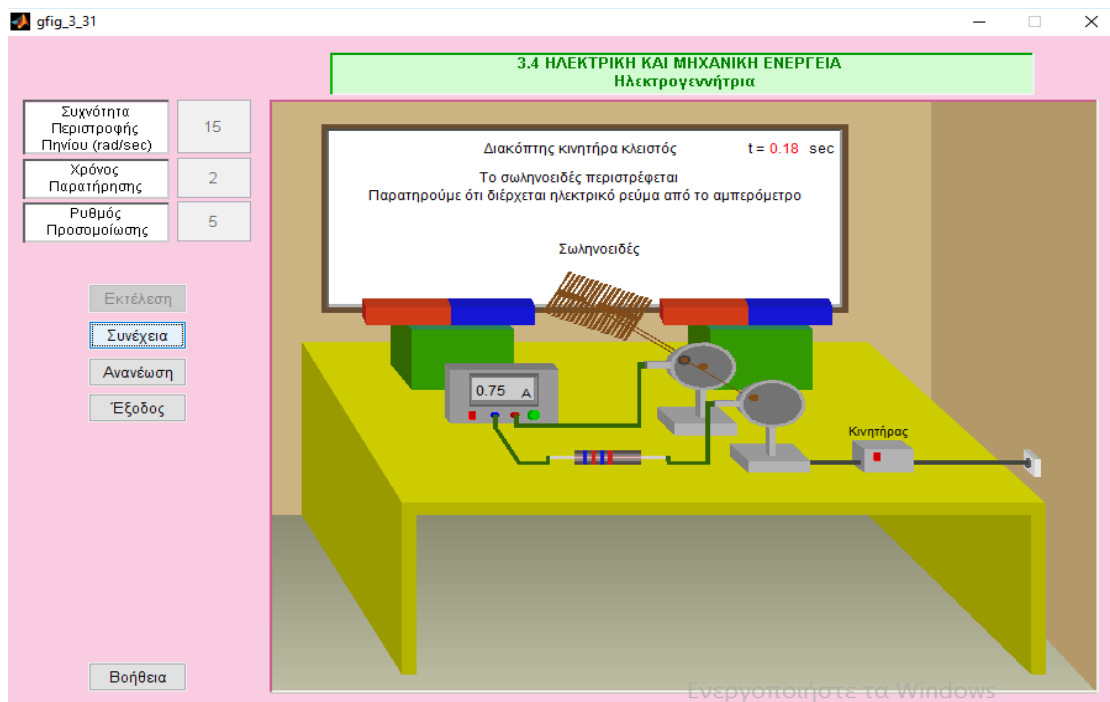 gfig_3_31
3.4 ΗΛΕΚΤΡΙΚΗ ΚΑΙ ΜΗΧΑΝΙΚΗ ΕΝΕΡΓΕΙΑ
Ηλεκτρογεννήτρια
Συχνότητα
Περιστροφής
Πηνίου (rad/sec)
15
Χρόνος
Παρατήρησης
2
Ρυθμός
Προσομοίωσης
5
Εκτέλεση
Συνέχεια
Ανανέωση
Έξοδος
Βοήθεια
Διακόπτης κινητήρα κλειστός t = 0.18 sec
Το σωληνοειδές περιστρέφεται
Παρατηρούμε ότι διέρχεται ηλεκτρικό ρεύμα από το αμπερόμετρο
Σωληνοειδές
0.75 A
Κινητήρας
Ενεργοποιήστε τα Windows